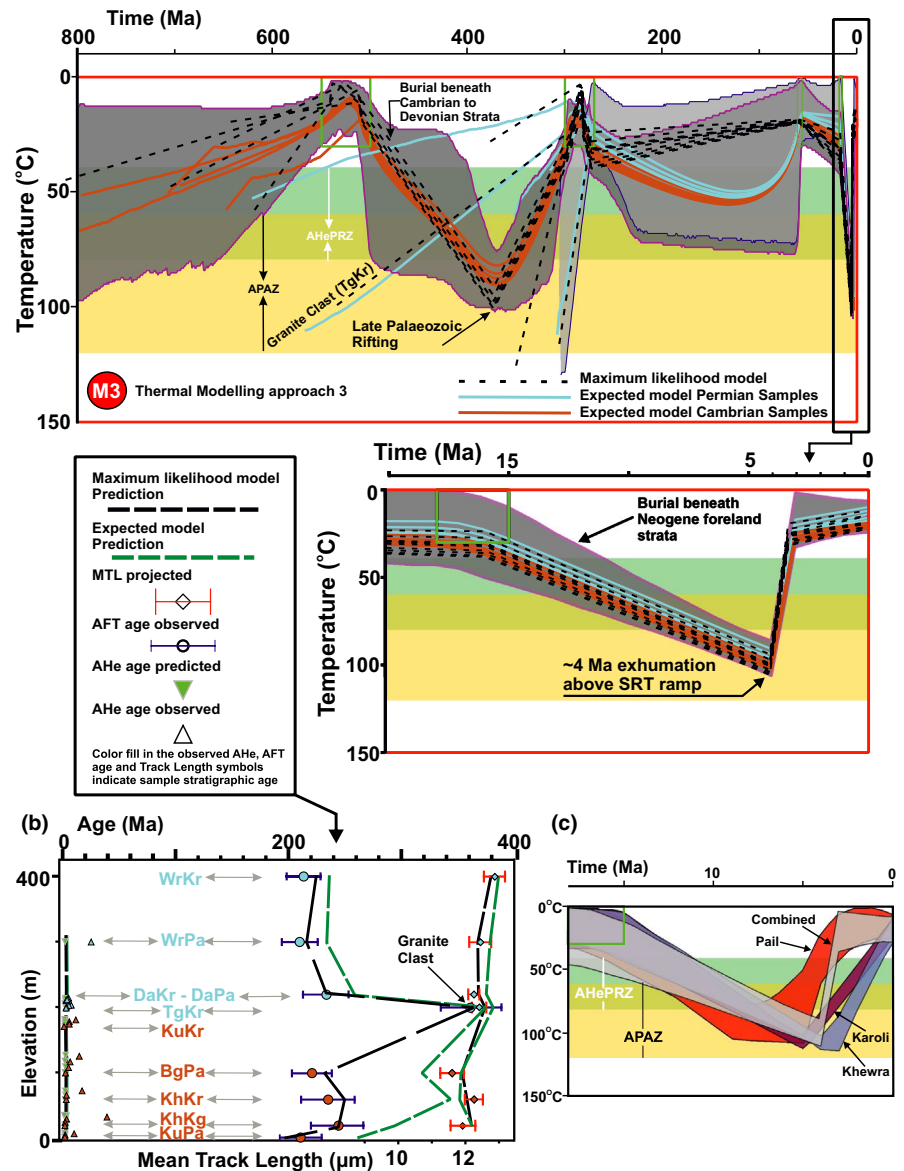 Time (Ma)
800 600 400 200 0
0
50
100
150
Temperature (°C)
Burial beneath
Cambrian to
Devonian Strata
AHePRZ
APAZ
Granite Clast (TgKr)
Late Palaeozoic
Rifting
M3 Thermal Modelling approach 3
Maximum likelihood model
Expected model Permian Samples
Expected model Cambrian Samples
Time (Ma)
15 5 0
0
50
100
150
Temperature (°C)
Burial beneath
Neogene foreland
strata
~4 Ma exhumation
above SRT ramp
Maximum likelihood model
Prediction
Expected model
Prediction
MTL projected
AFT age observed
AHe age predicted
AHe age observed
Color fill in the observed AHe, AFT
age and Track Length symbols
indicate sample stratigraphic age
(b) Age (Ma)
0 200 400
400
0
Elevation (m)
WrKr
WrPa
Granite
Clast
DaKr - DaPa
TgKr
KuKr
BgPa
KhKr
KhKg
KuPa
10 12
Mean Track Length (µm)
(c)
Time (Ma)
10 0
0°C
50°C
100°C
150°C
Combined
Pail
AHePRZ
APAZ
Karoli
Khewra